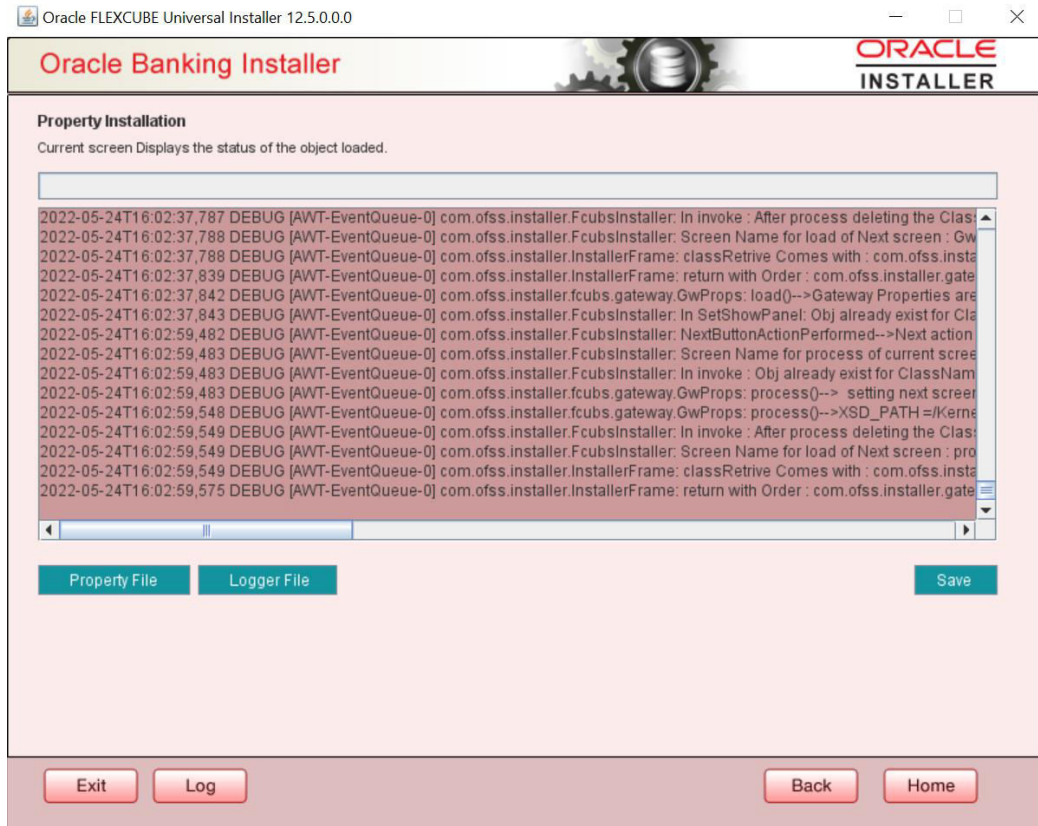 Oracle FLEXCUBE Universal Installer 12.5.0.0.0
Oracle Banking Installer
ORACLE
INSTALLER
Property Installation
Current screen Displays the status of the object loaded.
2022-05-24T16:02:37,787 DEBUG [AWT-EventQueue-0] com.ofss.installer.FcubsInstaller: In invoke : After process deleting the Clas
2022-05-24T16:02:37,788 DEBUG [AWT-EventQueue-0] com.ofss.installer.FcubsInstaller: Screen Name for load of Next screen : Gw
2022-05-24T16:02:37,788 DEBUG [AWT-EventQueue-0] com.ofss.installer.InstallerFrame: classRetrive Comes with : com.ofss.insta
2022-05-24T16:02:37,839 DEBUG [AWT-EventQueue-0] com.ofss.installer.InstallerFrame: return with Order : com.ofss.installer.gate
2022-05-24T16:02:37,842 DEBUG [AWT-EventQueue-0] com.ofss.installer.fcubs.gateway.GwProps: load()-->Gateway Properties are
2022-05-24T16:02:37,843 DEBUG [AWT-EventQueue-0] com.ofss.installer.FcubsInstaller: In SetShowPanel: Obj already exist for Cla
2022-05-24T16:02:59,482 DEBUG [AWT-EventQueue-0] com.ofss.installer.FcubsInstaller: NextButtonActionPerformed-->Next action
2022-05-24T16:02:59,483 DEBUG [AWT-EventQueue-0] com.ofss.installer.FcubsInstaller: Screen Name for process of current scree
2022-05-24T16:02:59,483 DEBUG [AWT-EventQueue-0] com.ofss.installer.FcubsInstaller: In invoke : Obj already exist for ClassNam
2022-05-24T16:02:59,483 DEBUG [AWT-EventQueue-0] com.ofss.installer.fcubs.gateway.GwProps: process()--> setting next screen
2022-05-24T16:02:59,548 DEBUG [AWT-EventQueue-0] com.ofss.installer.fcubs.gateway.GwProps: process()-->XSD_PATH =/Kerne
2022-05-24T16:02:59,549 DEBUG [AWT-EventQueue-0] com.ofss.installer.FcubsInstaller: In invoke : After process deleting the Clas
2022-05-24T16:02:59,549 DEBUG [AWT-EventQueue-0] com.ofss.installer.FcubsInstaller: Screen Name for load of Next screen : pro
2022-05-24T16:02:59,549 DEBUG [AWT-EventQueue-0] com.ofss.installer.InstallerFrame: classRetrive Comes with : com.ofss.insta
2022-05-24T16:02:59,575 DEBUG [AWT-EventQueue-0] com.ofss.installer.InstallerFrame: return with Order : com.ofss.installer.gate
Property File Logger File Save
Exit Log Back Home